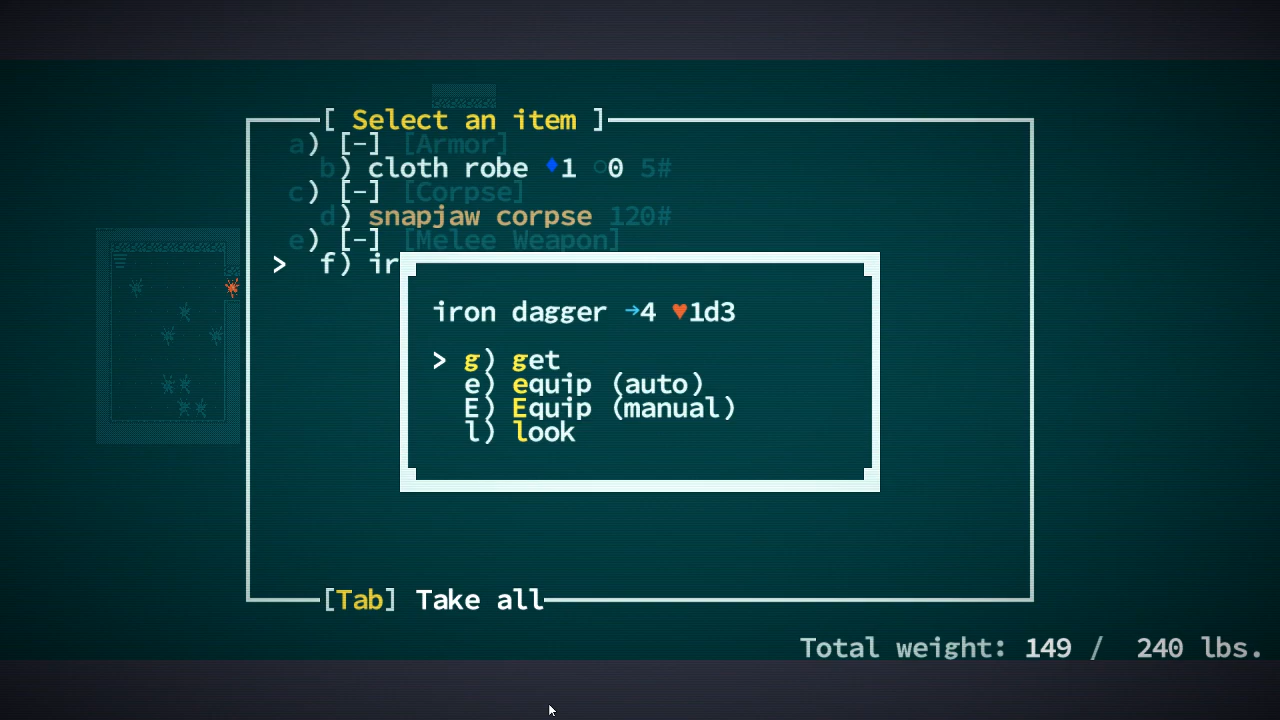 [ Select an item ]
a) [-] [Armor]
b) cloth robe ♦1 ○0 5#
c) [-] [Corpse]
d) snapjaw corpse 120#
e) [-] [Melee Weapon]
> f) ir
iron dagger →4 ♥1d3
> g) get
e) equip (auto)
E) Equip (manual)
l) look
[Tab] Take all
Total weight: 149 / 240 lbs.